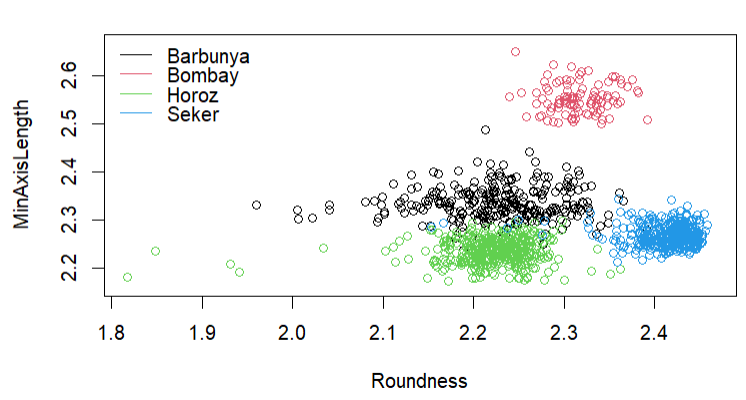 Barbunya
Bombay
Horoz
Seker
MinAxisLength
2.6
2.5
2.4
2.3
2.2
1.8 1.9 2.0 2.1 2.2 2.3 2.4
Roundness